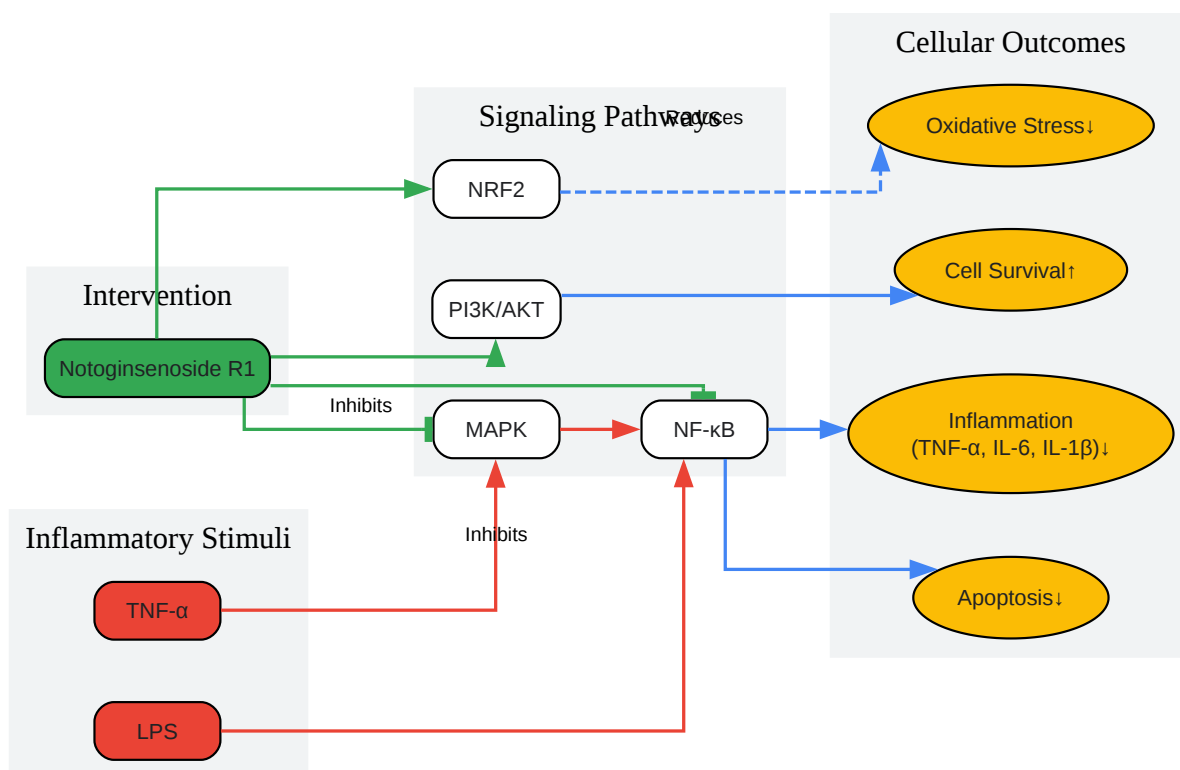 Cellular Outcomes
Signaling Pathways
Reduces
Oxidative Stress↓
NRF2
Cell Survival↑
Intervention
PI3K/AKT
Notoginsenoside R1
Inhibits
MAPK
NF-κB
Inflammation
(TNF-α, IL-6, IL-1β)↓
Inhibits
Inflammatory Stimuli
TNF-α
Apoptosis↓
LPS